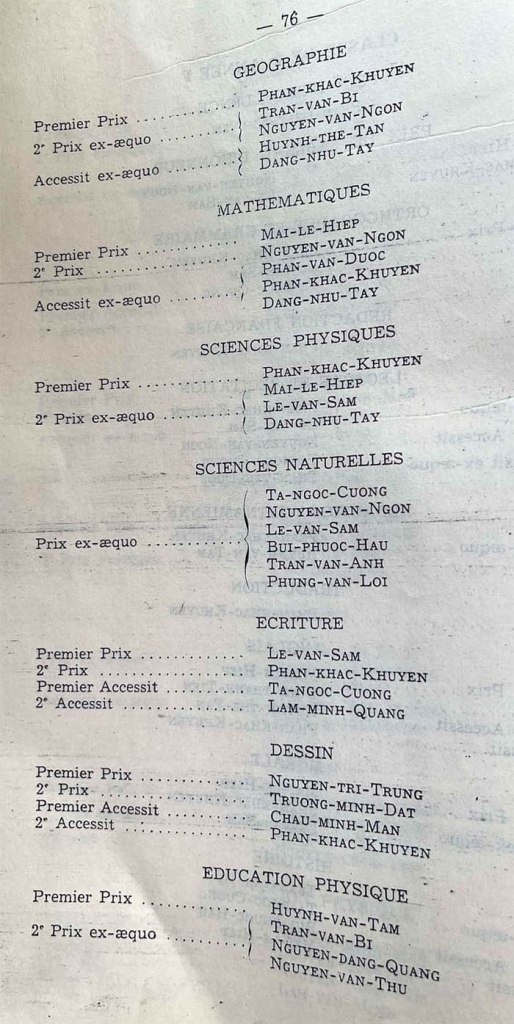 — 76 —
GEOGRAPHIE
Premier Prix .......... PHAN-KHAC-KHUYEN
2e Prix ex-æquo ....... TRAN-VAN-BI
NGUYEN-VAN-NGON
Accessit ex-æquo ...... HUYNH-THE-TAN
DANG-NHU-TAY
MATHEMATIQUES
Premier Prix .......... MAI-LE-HIEP
2e Prix ............... NGUYEN-VAN-NGON
PHAN-VAN-DUOC
Accessit ex-æquo ...... PHAN-KHAC-KHUYEN
DANG-NHU-TAY
SCIENCES PHYSIQUES
Premier Prix .......... PHAN-KHAC-KHUYEN
MAI-LE-HIEP
2e Prix ex-æquo ....... LE-VAN-SAM
DANG-NHU-TAY
SCIENCES NATURELLES
TA-NGOC-CUONG
NGUYEN-VAN-NGON
LE-VAN-SAM
Prix ex-æquo .......... BUI-PHUOC-HAU
TRAN-VAN-ANH
PHUNG-VAN-LOI
ECRITURE
Premier Prix .......... LE-VAN-SAM
2e Prix ............... PHAN-KHAC-KHUYEN
Premier Accessit ...... TA-NGOC-CUONG
2e Accessit ........... LAM-MINH-QUANG
DESSIN
Premier Prix .......... NGUYEN-TRI-TRUNG
2e Prix ............... TRUONG-MINH-DAT
Premier Accessit ...... CHAU-MINH-MAN
2e Accessit ........... PHAN-KHAC-KHUYEN
EDUCATION PHYSIQUE
Premier Prix .......... HUYNH-VAN-TAM
2e Prix ex-æquo ....... TRAN-VAN-BI
NGUYEN-DANG-QUANG
NGUYEN-VAN-THU